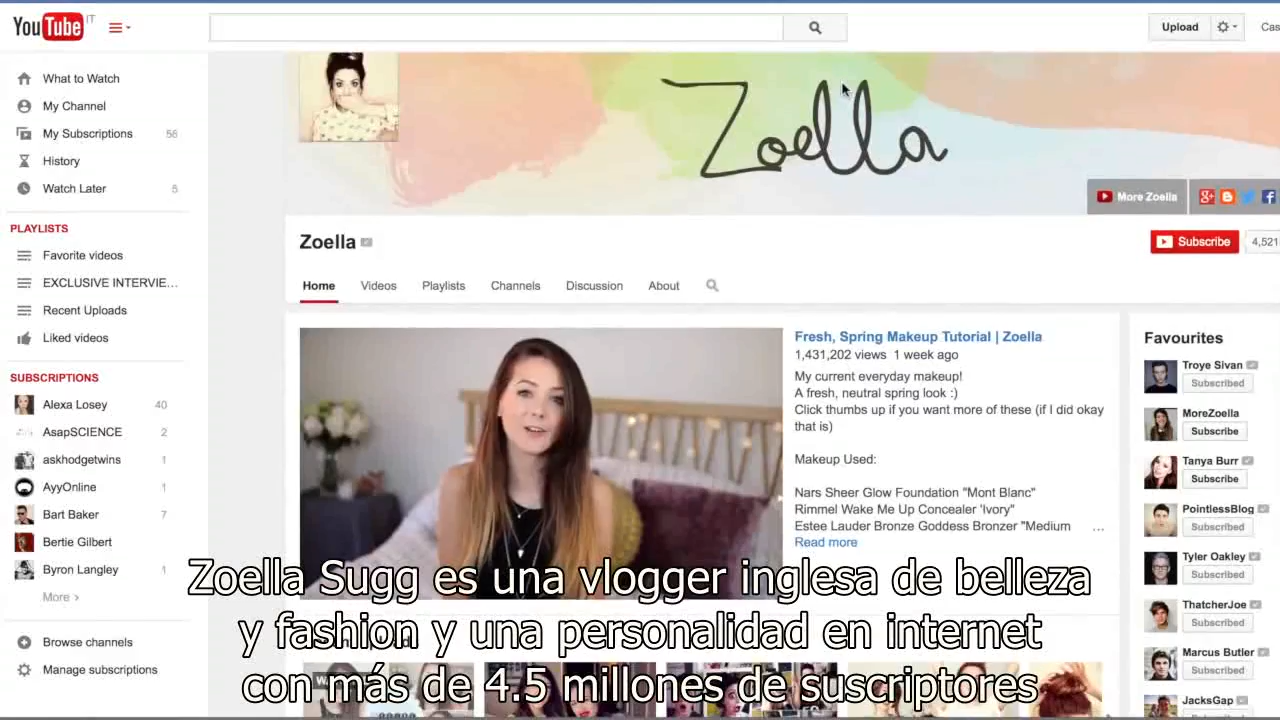 YouTube IT
Upload
Cas
What to Watch
My Channel
My Subscriptions 56
History
Watch Later 5
PLAYLISTS
Favorite videos
EXCLUSIVE INTERVIE...
Recent Uploads
Liked videos
SUBSCRIPTIONS
Alexa Losey 40
AsapSCIENCE 2
askhodgetwins 1
AyyOnline 1
Bart Baker 7
Bertie Gilbert
Byron Langley 1
More >
Browse channels
Manage subscriptions
Zoella
More Zoella
Zoella
Subscribe 4,521
Home Videos Playlists Channels Discussion About
Fresh, Spring Makeup Tutorial | Zoella
1,431,202 views 1 week ago
My current everyday makeup!
A fresh, neutral spring look :)
Click thumbs up if you want more of these (if I did okay
that is)
Makeup Used:
Nars Sheer Glow Foundation "Mont Blanc"
Rimmel Wake Me Up Concealer 'Ivory"
Estee Lauder Bronze Goddess Bronzer "Medium ...
Read more
Favourites
Troye Sivan
Subscribed
MoreZoella
Subscribe
Tanya Burr
Subscribe
PointlessBlog
Subscribed
Tyler Oakley
Subscribed
ThatcherJoe
Subscribed
Marcus Butler
Subscribed
JacksGap
Zoella Sugg es una vlogger inglesa de belleza
y fashion y una personalidad en internet
con más de 4.5 millones de suscriptores